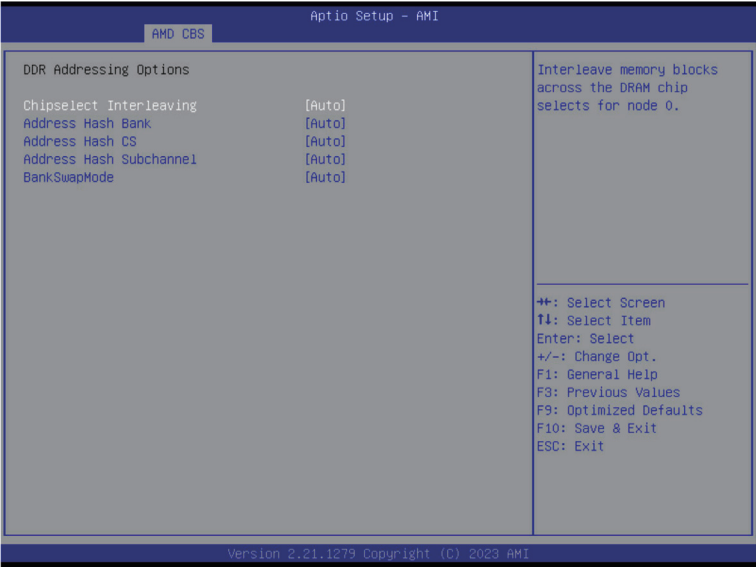 Aptio Setup – AMI
AMD CBS
DDR Addressing Options
Chipselect Interleaving [Auto]
Address Hash Bank [Auto]
Address Hash CS [Auto]
Address Hash Subchannel [Auto]
BankSwapMode [Auto]
Interleave memory blocks
across the DRAM chip
selects for node 0.
→←: Select Screen
↑↓: Select Item
Enter: Select
+/-: Change Opt.
F1: General Help
F3: Previous Values
F9: Optimized Defaults
F10: Save & Exit
ESC: Exit
Version 2.21.1279 Copyright (C) 2023 AMI